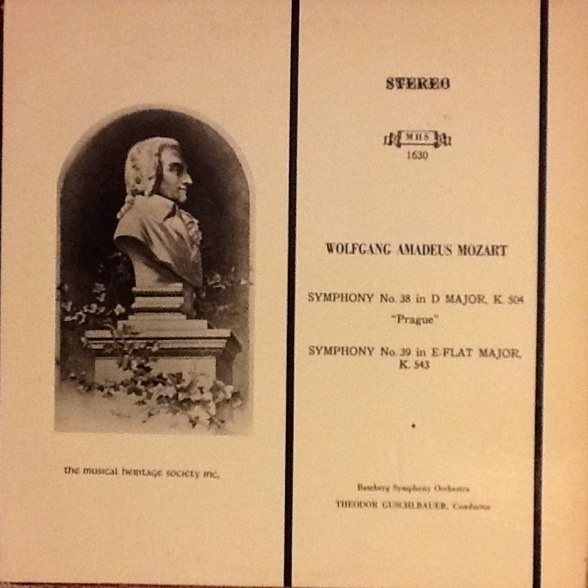 STEREO
MHS
1630
WOLFGANG AMADEUS MOZART
SYMPHONY No. 38 in D MAJOR, K. 504
"Prague"
SYMPHONY No. 39 in E-FLAT MAJOR,
K. 543
the musical heritage society inc.
Bamberg Symphony Orchestra
THEODOR GUSCHLBAUER, Conductor